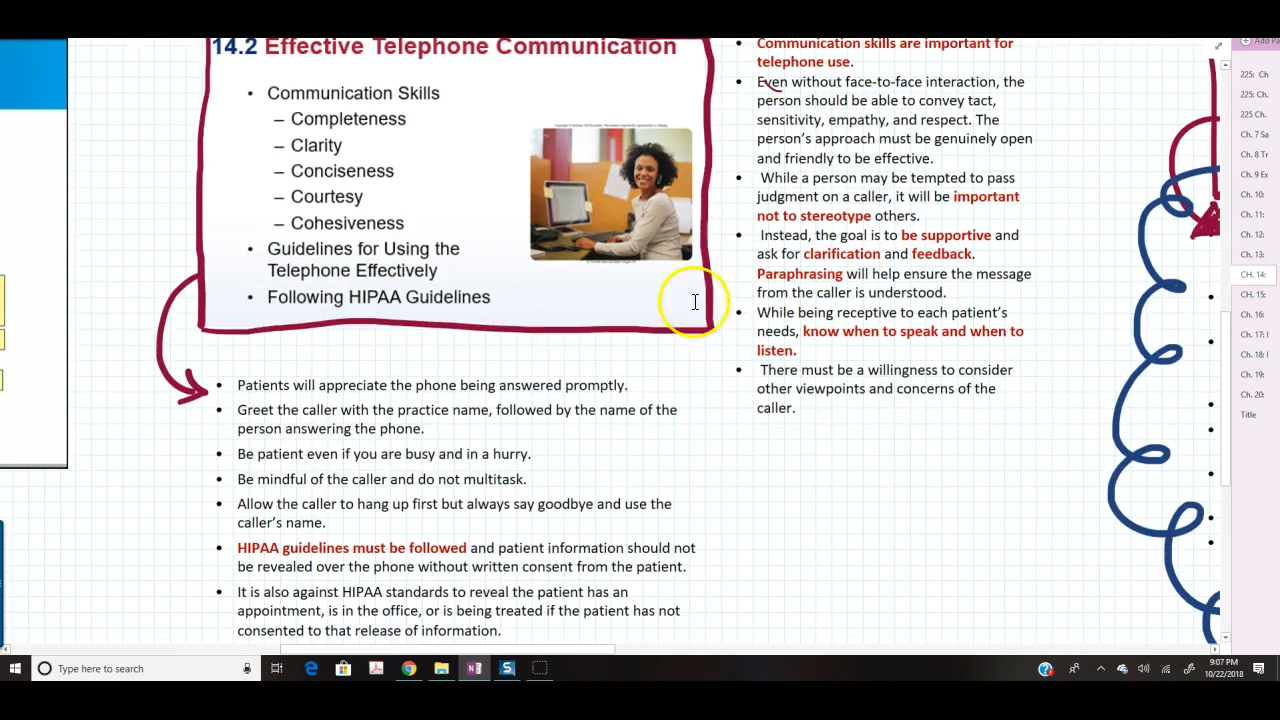 14.2 Effective Telephone Communication
• Communication Skills
– Completeness
– Clarity
– Conciseness
– Courtesy
– Cohesiveness
• Guidelines for Using the
Telephone Effectively
• Following HIPAA Guidelines
• Patients will appreciate the phone being answered promptly.
• Greet the caller with the practice name, followed by the name of the
person answering the phone.
• Be patient even if you are busy and in a hurry.
• Be mindful of the caller and do not multitask.
• Allow the caller to hang up first but always say goodbye and use the
caller's name.
• HIPAA guidelines must be followed and patient information should not
be revealed over the phone without written consent from the patient.
• It is also against HIPAA standards to reveal the patient has an
appointment, is in the office, or is being treated if the patient has not
consented to that release of information.
• Communication skills are important for
telephone use.
• Even without face-to-face interaction, the
person should be able to convey tact,
sensitivity, empathy, and respect. The
person's approach must be genuinely open
and friendly to be effective.
• While a person may be tempted to pass
judgment on a caller, it will be important
not to stereotype others.
• Instead, the goal is to be supportive and
ask for clarification and feedback.
Paraphrasing will help ensure the message
from the caller is understood.
• While being receptive to each patient's
needs, know when to speak and when to
listen.
• There must be a willingness to consider
other viewpoints and concerns of the
caller.
Add Pa
225: Ch
225: Ch.
225 Ch.
Ch. 7 Sa
Ch. 8 Tr
Ch. 9 Ex
Ch. 10:
Ch. 11:
Ch. 12:
Ch. 13:
CH. 14:
CH. 15:
Ch. 16:
Ch. 17: I
Ch. 18: I
Ch. 19:
Ch. 20:
Title
Type here to search
9:07 PM
10/22/2018